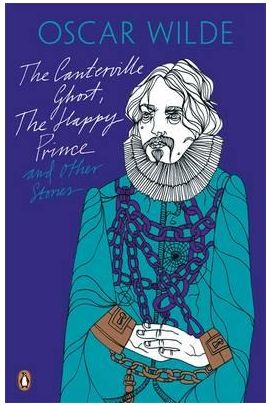 OSCAR WILDE
The Canterville
Ghost,
The Happy
Prince
and Other
Stories